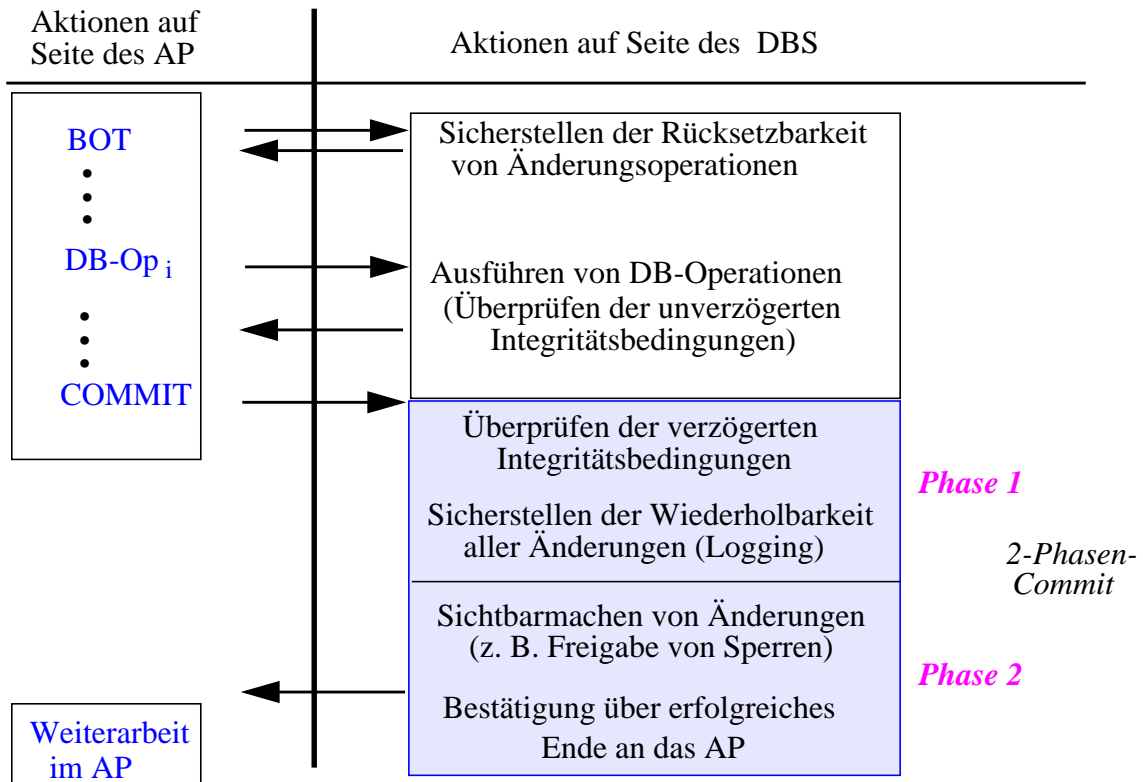 Aktionen auf
Seite des AP
Aktionen auf Seite des DBS
BOT
Sicherstellen der Rücksetzbarkeit
von Änderungsoperationen
DB-Op i
Ausführen von DB-Operationen
(Überprüfen der unverzögerten
Integritätsbedingungen)
COMMIT
Überprüfen der verzögerten
Integritätsbedingungen
Phase 1
Sicherstellen der Wiederholbarkeit
aller Änderungen (Logging)
2-Phasen-
Commit
Sichtbarmachen von Änderungen
(z. B. Freigabe von Sperren)
Phase 2
Bestätigung über erfolgreiches
Ende an das AP
Weiterarbeit
im AP